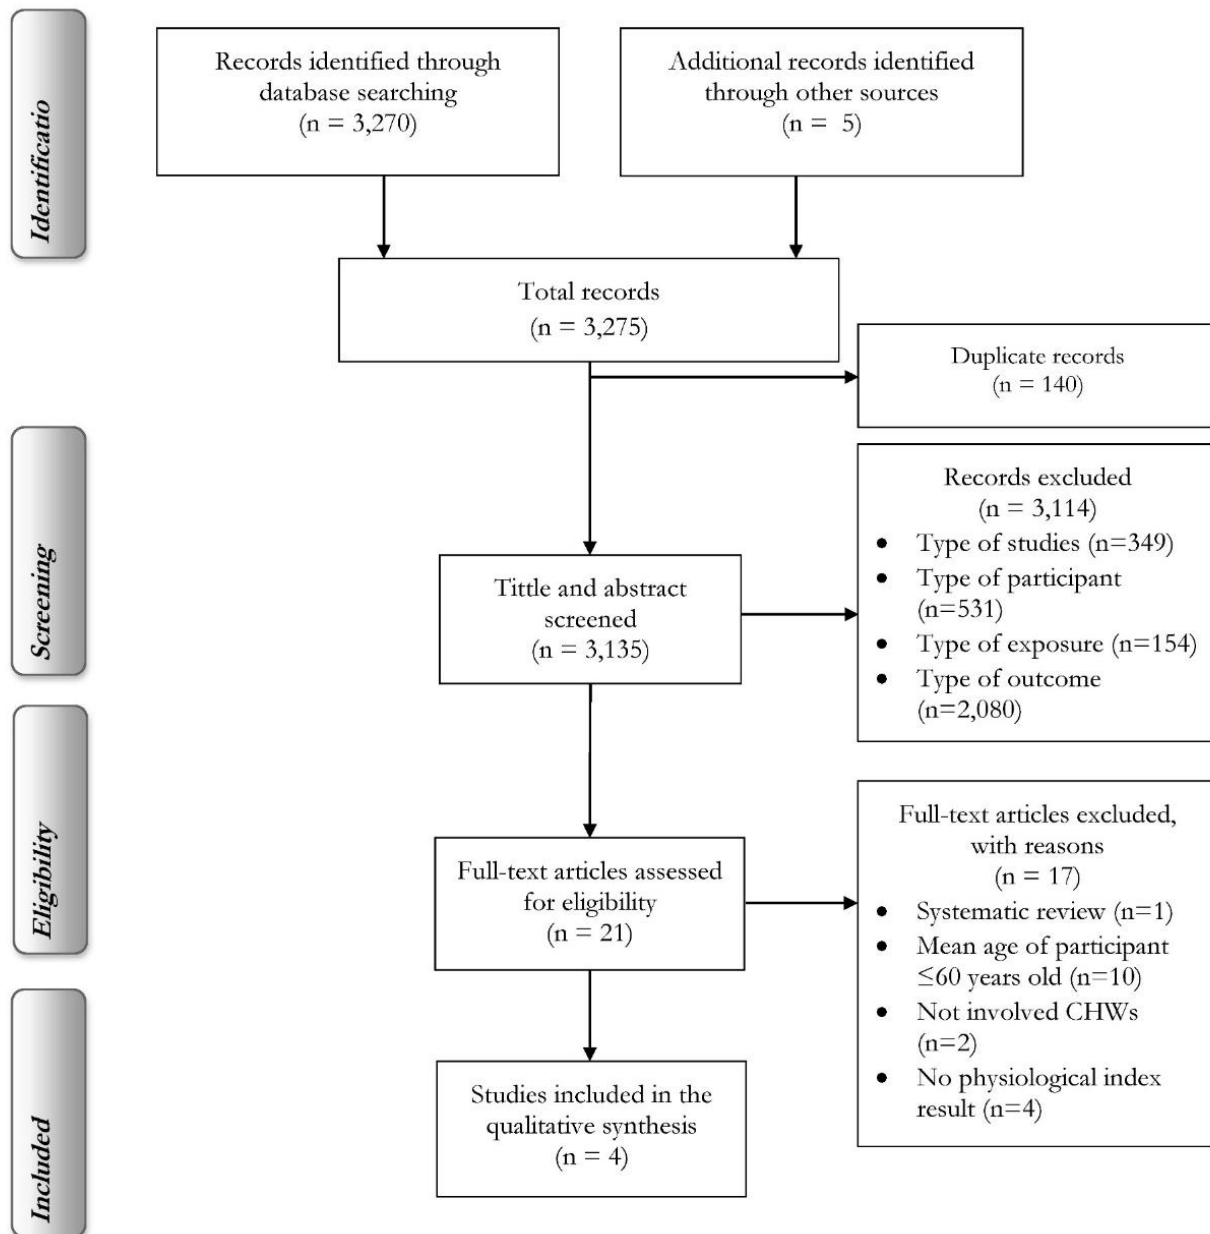 Identificatio
Records identified through
database searching
(n = 3,270)
Additional records identified
through other sources
(n =  5)
Total records
(n = 3,275)
Duplicate records
(n = 140)
Screening
Tittle and abstract
screened
(n = 3,135)
Records excluded
(n = 3,114)
• Type of studies (n=349)
• Type of participant
(n=531)
• Type of exposure (n=154)
• Type of outcome
(n=2,080)
Eligibility
Full-text articles assessed
for eligibility
(n = 21)
Full-text articles excluded,
with reasons
(n = 17)
• Systematic review (n=1)
• Mean age of participant
≤60 years old (n=10)
• Not involved CHWs
(n=2)
• No physiological index
result (n=4)
Included
Studies included in the
qualitative synthesis
(n = 4)